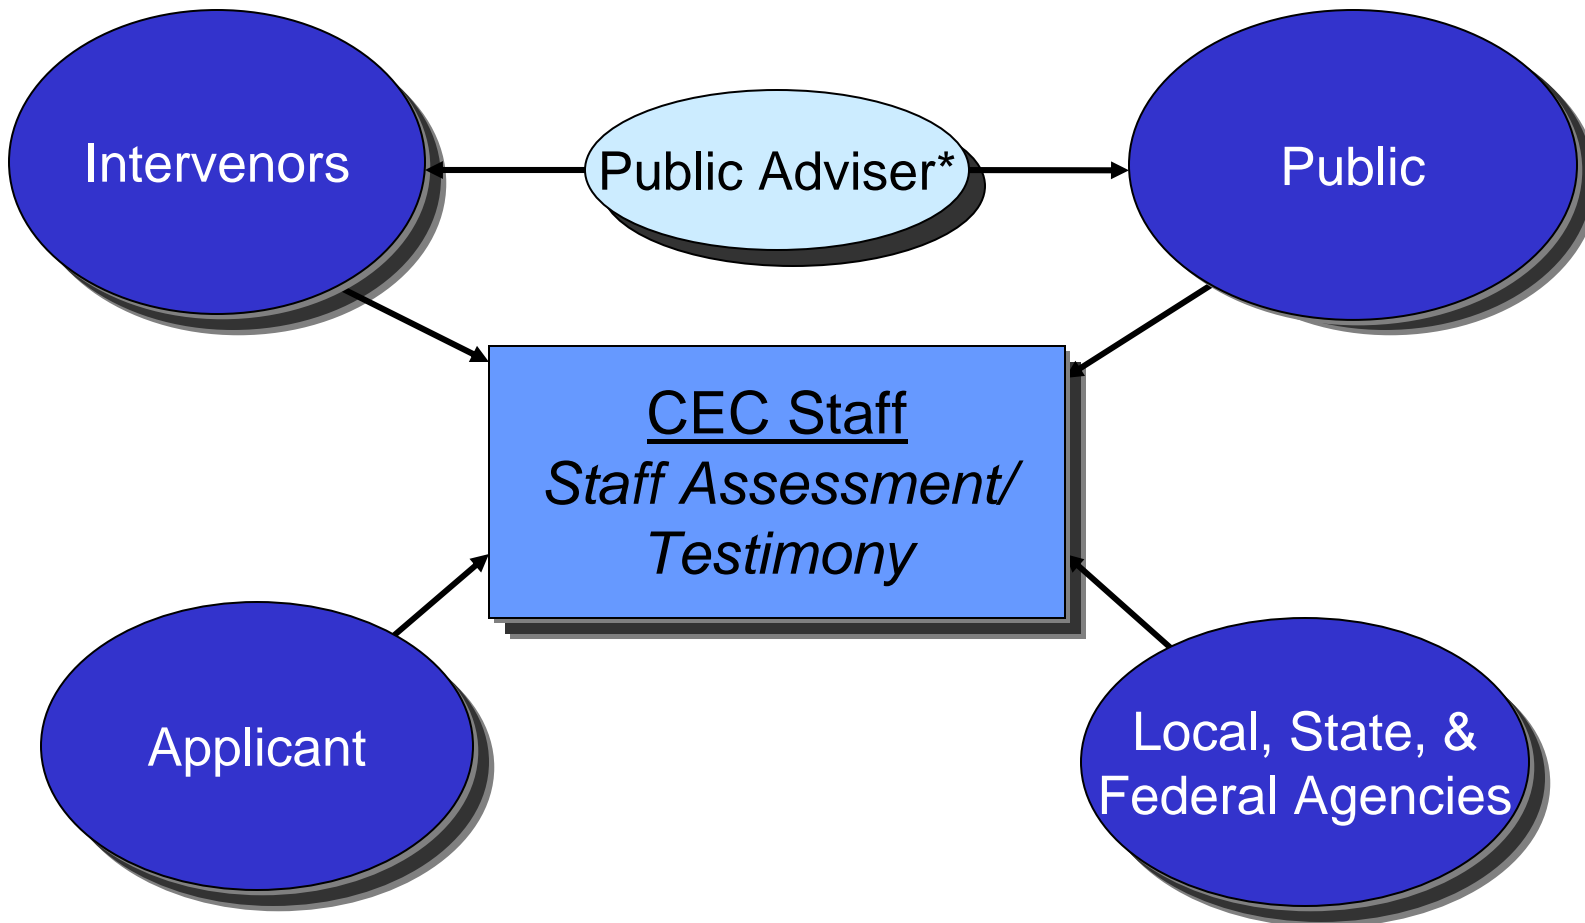 Intervenors
Public Adviser*
Public
CEC Staff
Staff Assessment/
Testimony
Applicant
Local, State, &
Federal Agencies